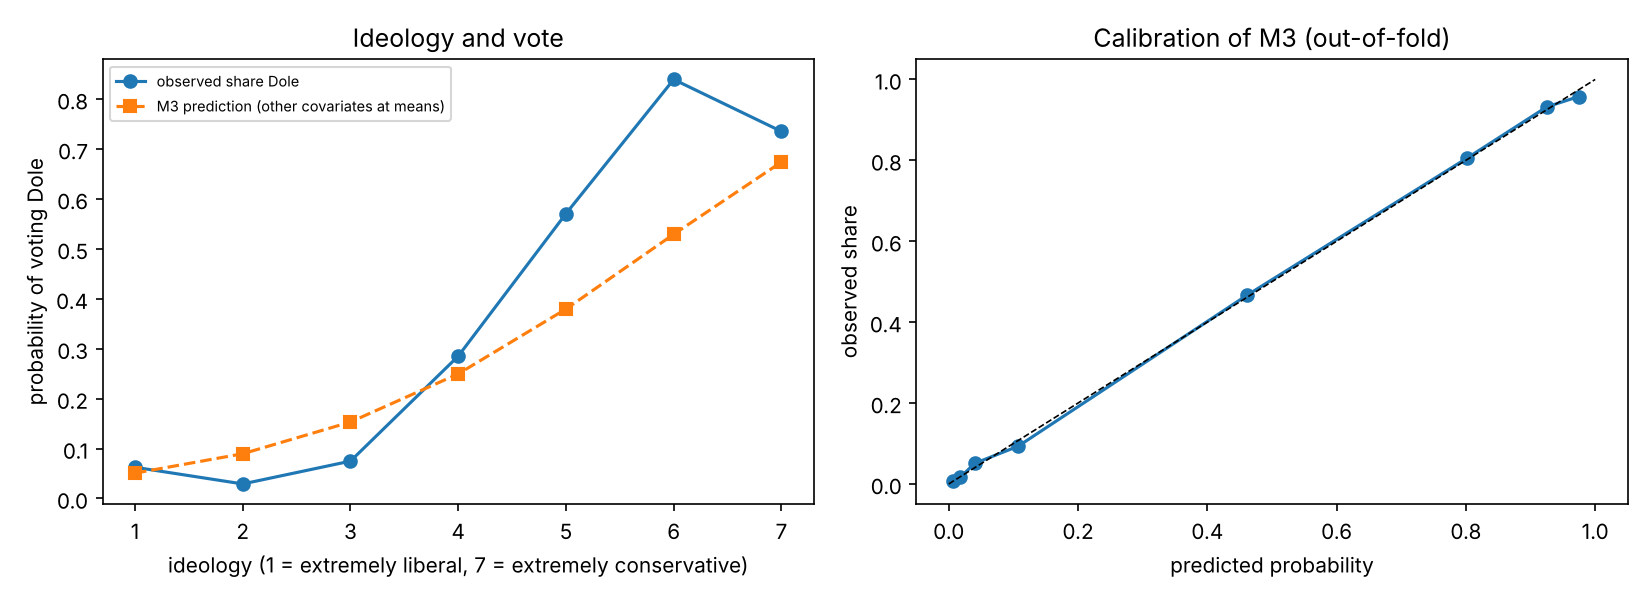 Ideology and vote
observed share Dole
M3 prediction (other covariates at means)
probability of voting Dole
0.8
0.7
0.6
0.5
0.4
0.3
0.2
0.1
0.0
1 2 3 4 5 6 7
ideology (1 = extremely liberal, 7 = extremely conservative)
Calibration of M3 (out-of-fold)
observed share
1.0
0.8
0.6
0.4
0.2
0.0
0.0 0.2 0.4 0.6 0.8 1.0
predicted probability